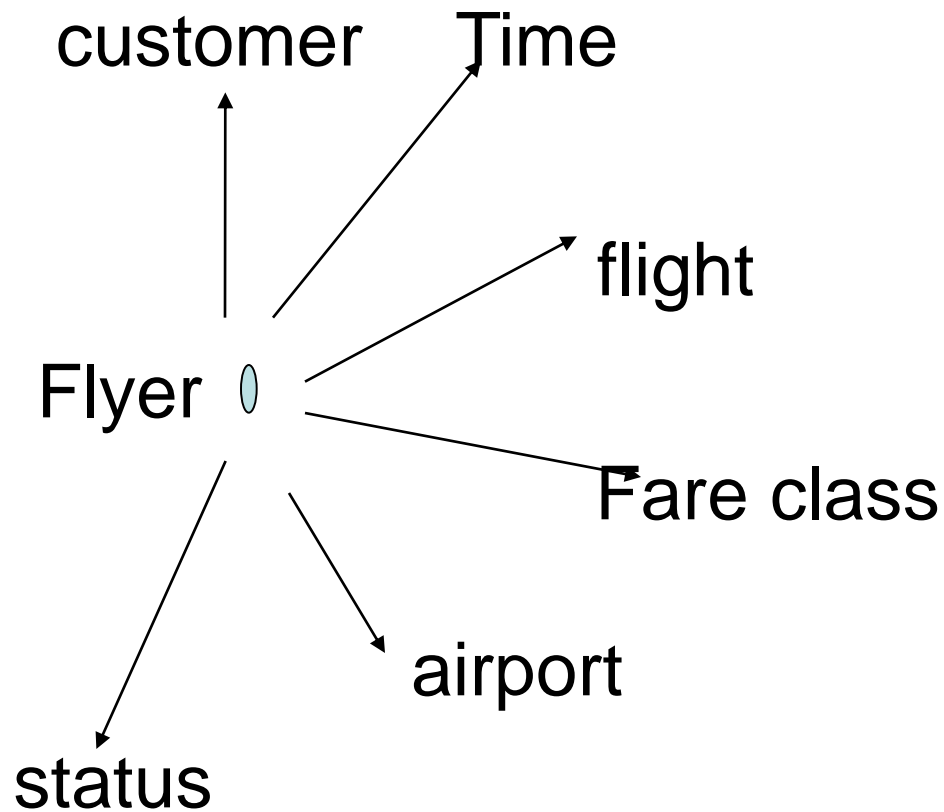 customer
Time
flight
Flyer
Fare class
airport
status